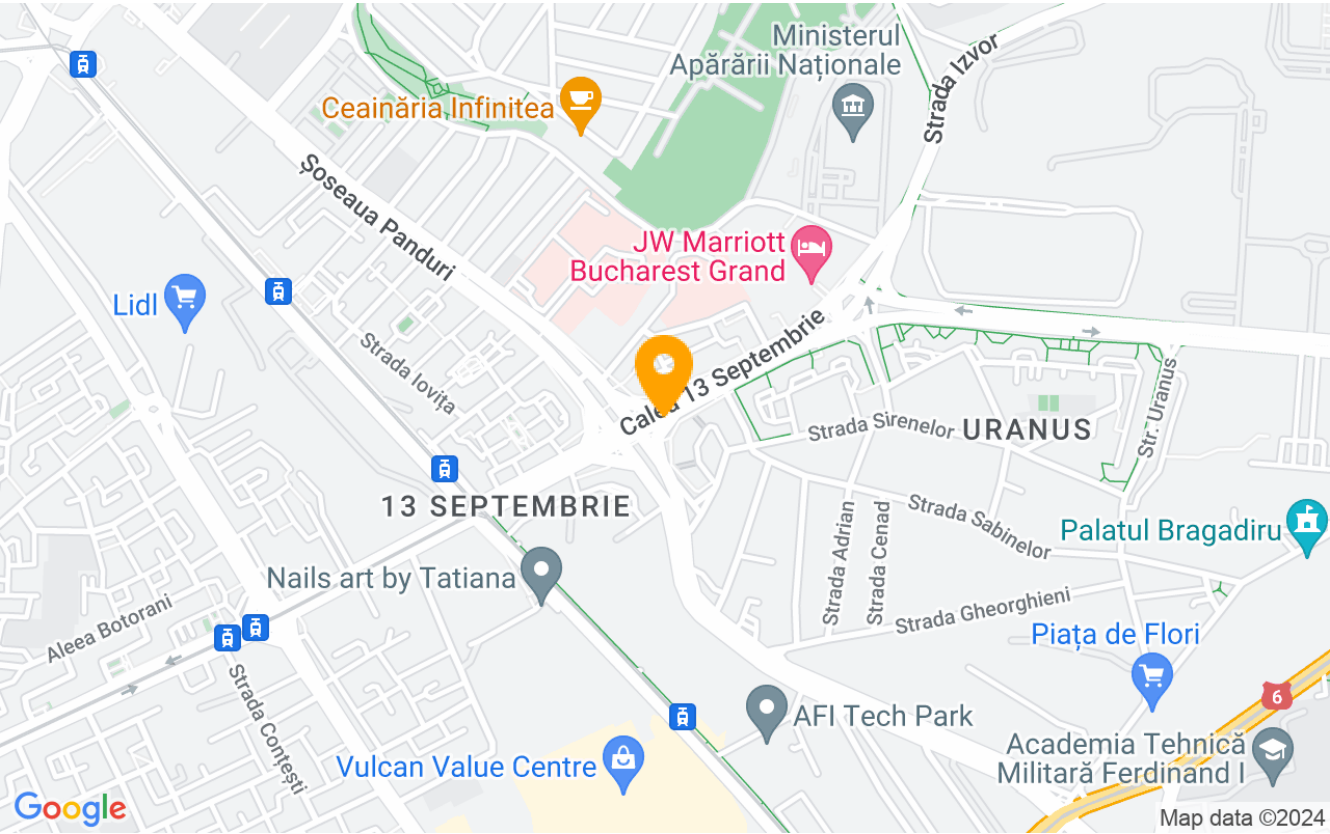 Ministerul
Apărării Naționale
Strada Izvor
Ceainăria Infinitea
Șoseaua Panduri
JW Marriott
Bucharest Grand
Lidl
Strada Iovița
Calea 13 Septembrie
Strada Sirenelor
URANUS
Str. Uranus
13 SEPTEMBRIE
Strada Adrian
Strada Cenad
Strada Sabinelor
Palatul Bragadiru
Nails art by Tatiana
Aleea Botorani
Strada Gheorghieni
Piața de Flori
Strada Conțești
6
AFI Tech Park
Vulcan Value Centre
Academia Tehnică
Militară Ferdinand I
Google
Map data ©2024